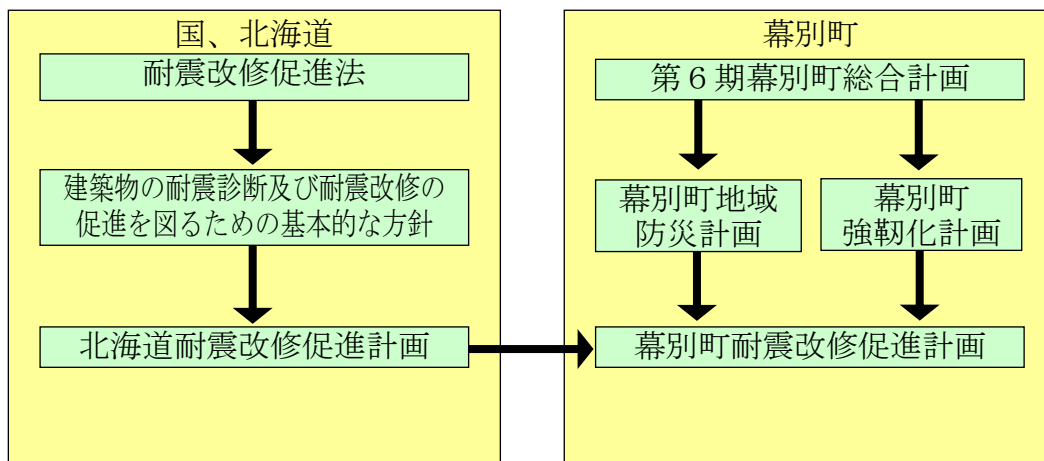 国、北海道
耐震改修促進法
建築物の耐震診断及び耐震改修の
促進を図るための基本的な方針
北海道耐震改修促進計画
幕別町
第6期幕別町総合計画
幕別町地域
防災計画
幕別町
強靭化計画
幕別町耐震改修促進計画